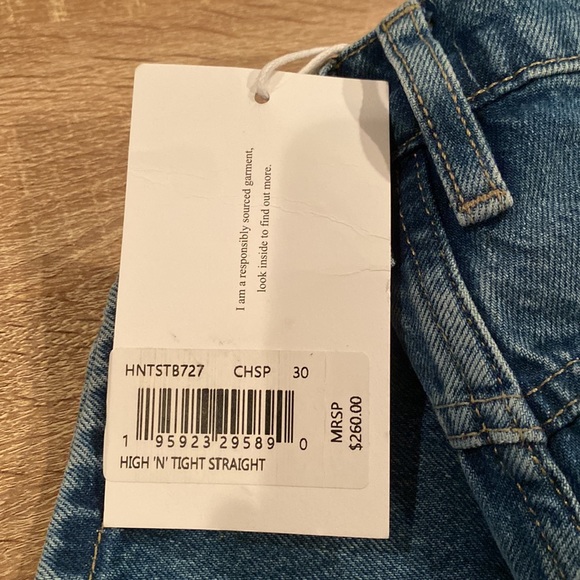 I am a responsibly sourced garment,
look inside to find out more.
HNTSTB727 CHSP 30
1 95923 29589 0
HIGH 'N' TIGHT STRAIGHT
MRSP
$260.00